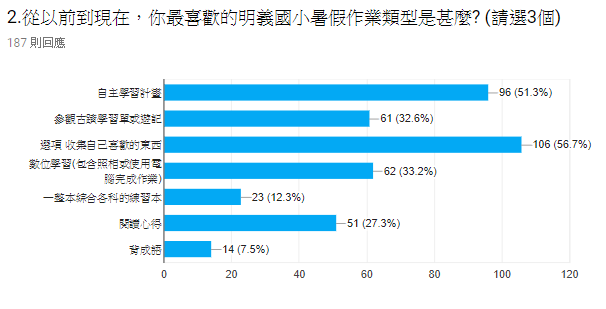 2.從以前到現在，你最喜歡的明義國小暑假作業類型是甚麼? (請選3個)
187 則回應
自主學習計畫
96 (51.3%)
參觀古蹟學習單或遊記
61 (32.6%)
選項 收集自己喜歡的東西
106 (56.7%)
數位學習(包含照相或使用電
腦完成作業)
62 (33.2%)
一整本綜合各科的練習本
23 (12.3%)
閱讀心得
51 (27.3%)
背成語
14 (7.5%)
0 20 40 60 80 100 120